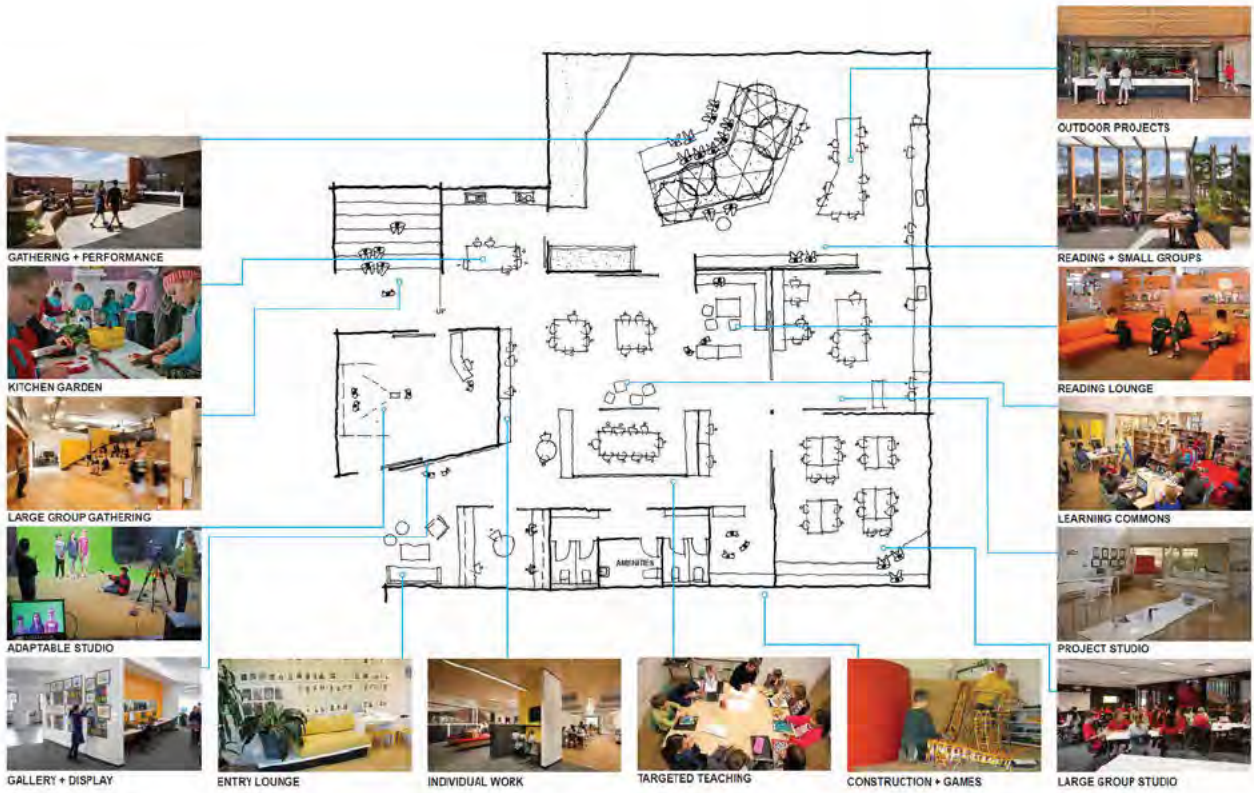 OUTDOOR PROJECTS
GATHERING + PERFORMANCE
READING + SMALL GROUPS
UP
KITCHEN GARDEN
READING LOUNGE
LARGE GROUP GATHERING
LEARNING COMMONS
AMENITIES
ADAPTABLE STUDIO
PROJECT STUDIO
GALLERY + DISPLAY
ENTRY LOUNGE
INDIVIDUAL WORK
TARGETED TEACHING
CONSTRUCTION + GAMES
LARGE GROUP STUDIO